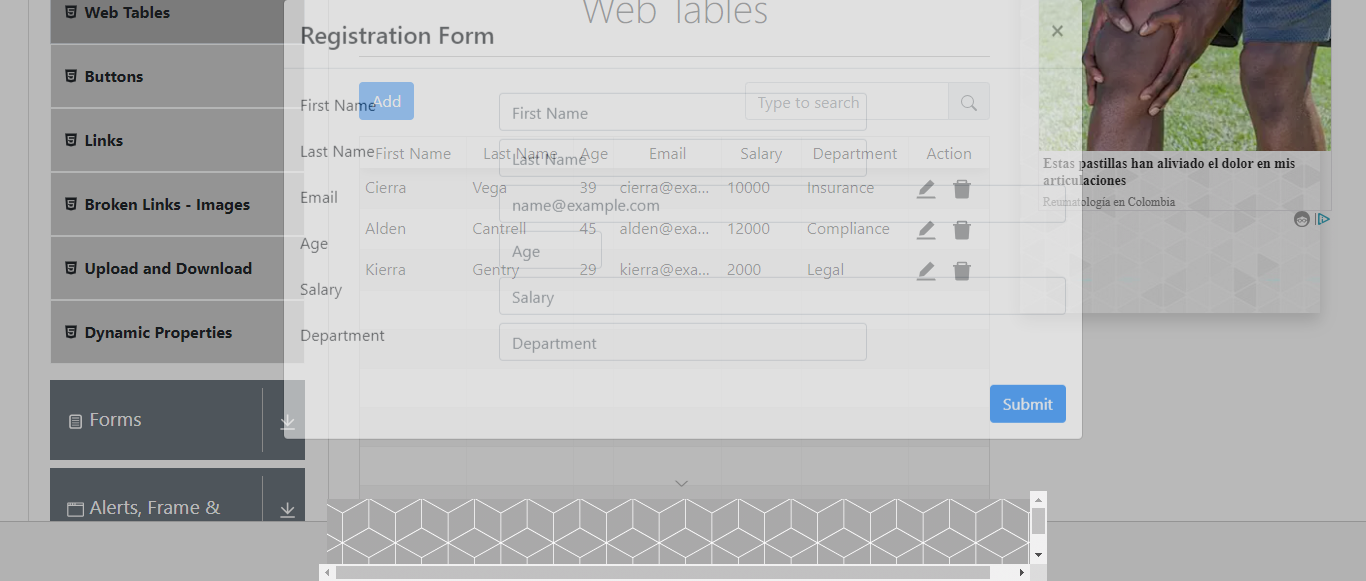 Web Tables
Buttons
Links
Broken Links - Images
Upload and Download
Dynamic Properties
Forms
Alerts, Frame &
Web Tables
Add
Type to search
First Name Last Name Age Email Salary Department Action
Cierra Vega 39 cierra@exa... 10000 Insurance
Alden Cantrell 45 alden@exa... 12000 Compliance
Kierra Gentry 29 kierra@exa... 2000 Legal
Registration Form
×
First Name First Name
Last Name Last Name
Email name@example.com
Age Age
Salary Salary
Department Department
Submit
Estas pastillas han aliviado el dolor en mis
articulaciones
Reumatología en Colombia